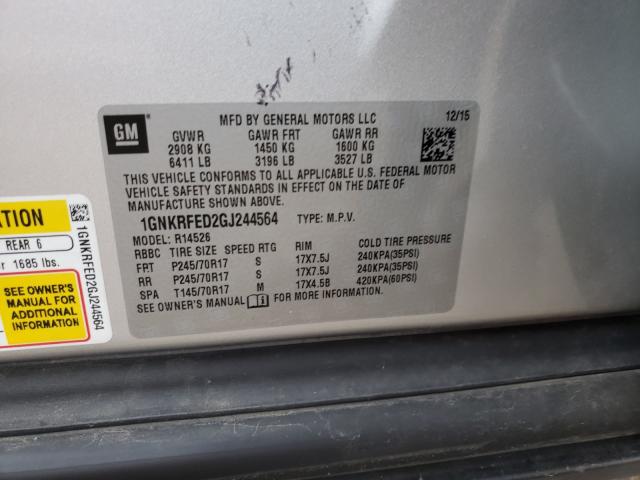 GM
MFD BY GENERAL MOTORS LLC 12/15
GVWR GAWR FRT GAWR RR
2908 KG 1450 KG 1600 KG
6411 LB 3196 LB 3527 LB
THIS VEHICLE CONFORMS TO ALL APPLICABLE U.S. FEDERAL MOTOR
VEHICLE SAFETY STANDARDS IN EFFECT ON THE DATE OF
MANUFACTURE SHOWN ABOVE.
1GNKRFED2GJ244564 TYPE: M.P.V.
MODEL: R14526
RBBC TIRE SIZE SPEED RTG RIM COLD TIRE PRESSURE
FRT P245/70R17 S 17X7.5J 240KPA(35PSI)
RR P245/70R17 S 17X7.5J 240KPA(35PSI)
SPA T145/70R17 M 17X4.5B 420KPA(60PSI)
SEE OWNER'S MANUAL FOR MORE INFORMATION.
REAR 6
1685 lbs.
SEE OWNER'S
MANUAL FOR
ADDITIONAL
INFORMATION
1GNKRFED2GJ244564